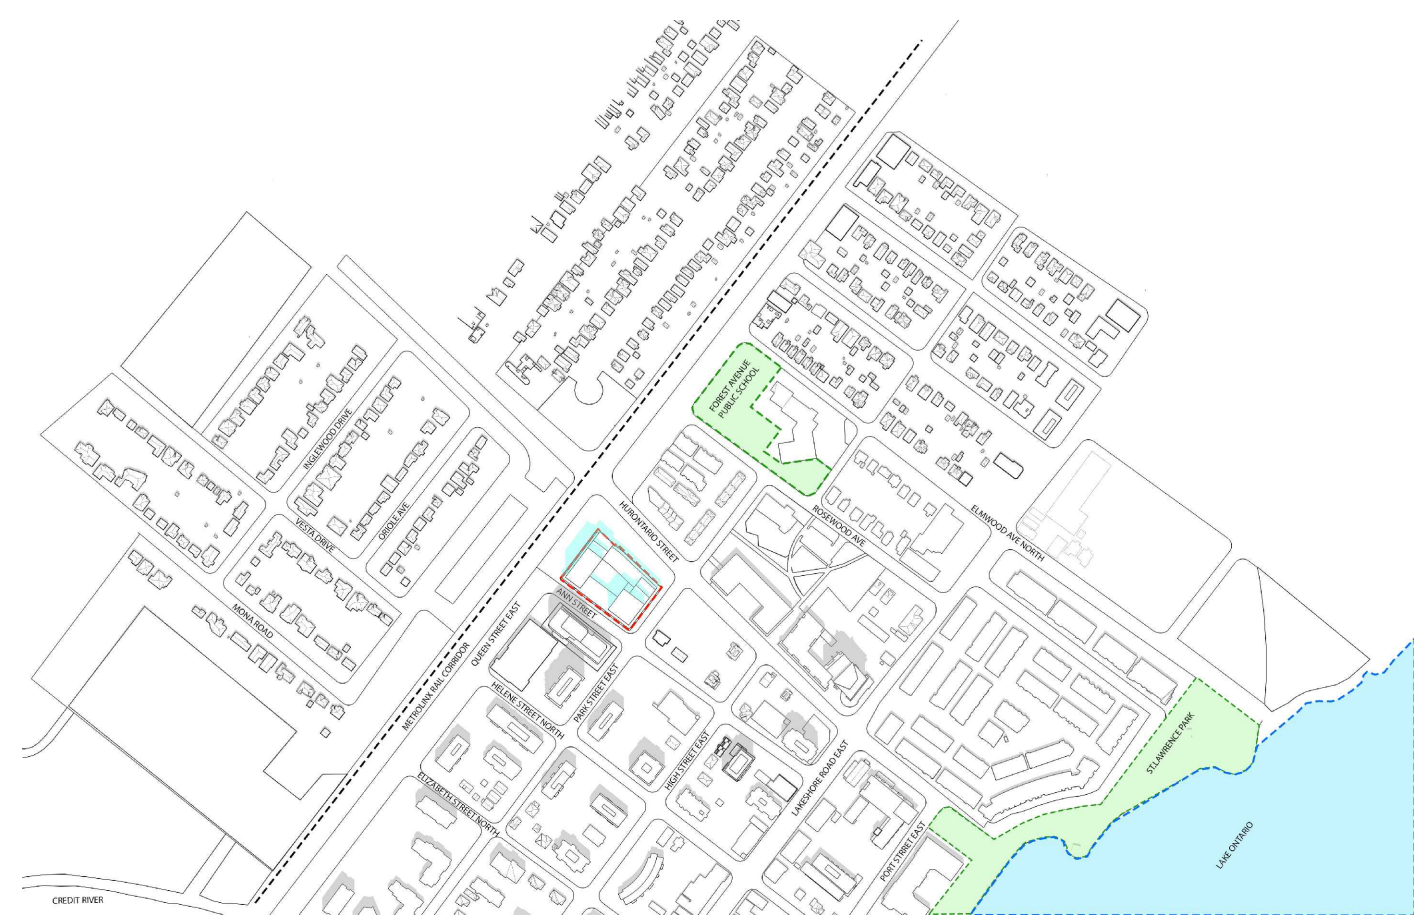 FOREST AVENUE
PUBLIC SCHOOL
INGLEWOOD DRIVE
ORIOLE AVE
VESTA DRIVE
HURONTARIO STREET
ROSEWOOD AVE
ELMWOOD AVE NORTH
ANN STREET
MONA ROAD
QUEEN STREET EAST
METROLINX RAIL CORRIDOR
PARK STREET EAST
HELENE STREET NORTH
HIGH STREET EAST
ST.LAWRENCE PARK
LAKESHORE ROAD EAST
ELIZABETH STREET NORTH
PORT STRREET EAST
LAKE ONTARIO
CREDIT RIVER